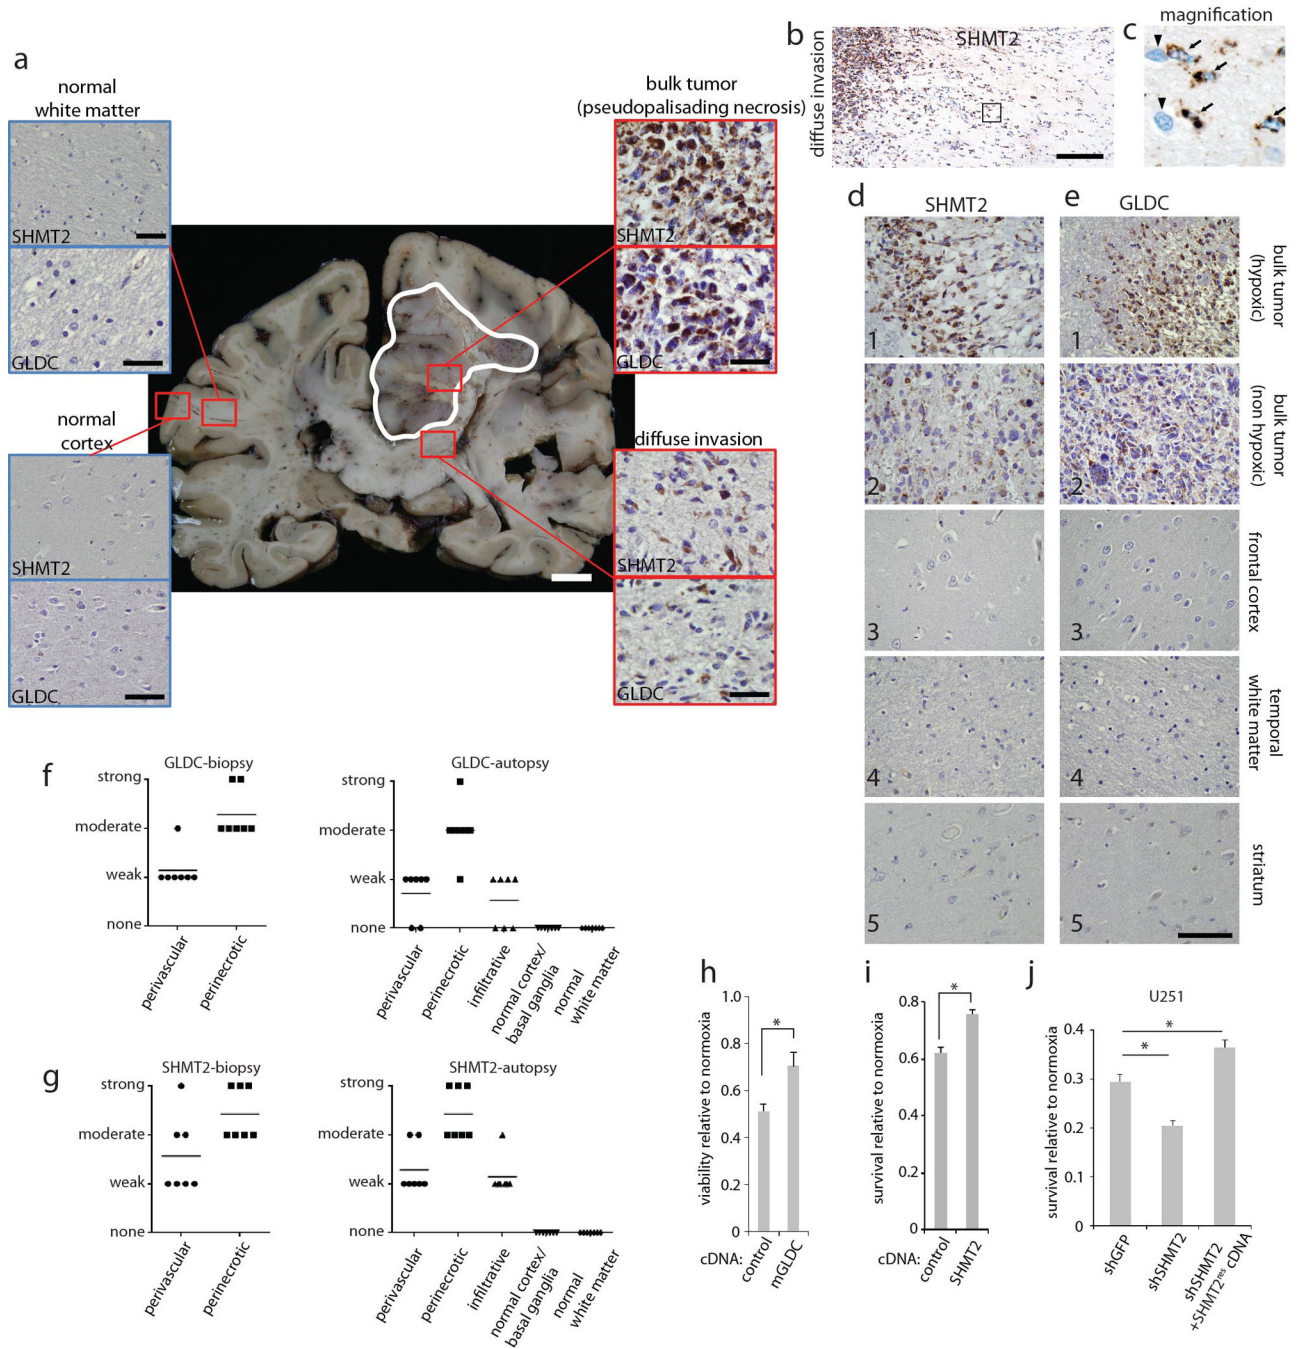 a
normal
white matter
SHMT2
GLDC
normal
cortex
SHMT2
GLDC
bulk tumor
(pseudopalisading necrosis)
SHMT2
GLDC
diffuse invasion
SHMT2
GLDC
b
diffuse invasion
SHMT2
c
magnification
d
SHMT2
e
GLDC
1
1
bulk tumor
(hypoxic)
2
2
bulk tumor
(non hypoxic)
3
3
frontal cortex
4
4
temporal
white matter
5
5
striatum
f
GLDC-biopsy
strong
moderate
weak
none
perivascular
perinecrotic
GLDC-autopsy
strong
moderate
weak
none
perivascular
perinecrotic
infiltrative
normal cortex/
basal ganglia
normal
white matter
g
SHMT2-biopsy
strong
moderate
weak
none
perivascular
perinecrotic
SHMT2-autopsy
strong
moderate
weak
none
perivascular
perinecrotic
infiltrative
normal cortex/
basal ganglia
normal
white matter
h
viability relative to normoxia
1.0
0.8
0.6
0.4
0.2
0
*
cDNA:
control
mGLDC
i
survival relative to normoxia
0.8
0.6
0.4
0.2
0
*
cDNA:
control
SHMT2
j
U251
survival relative to normoxia
0.4
0.3
0.2
0.1
0
*
*
shGFP
shSHMT2
shSHMT2
+SHMT2res cDNA